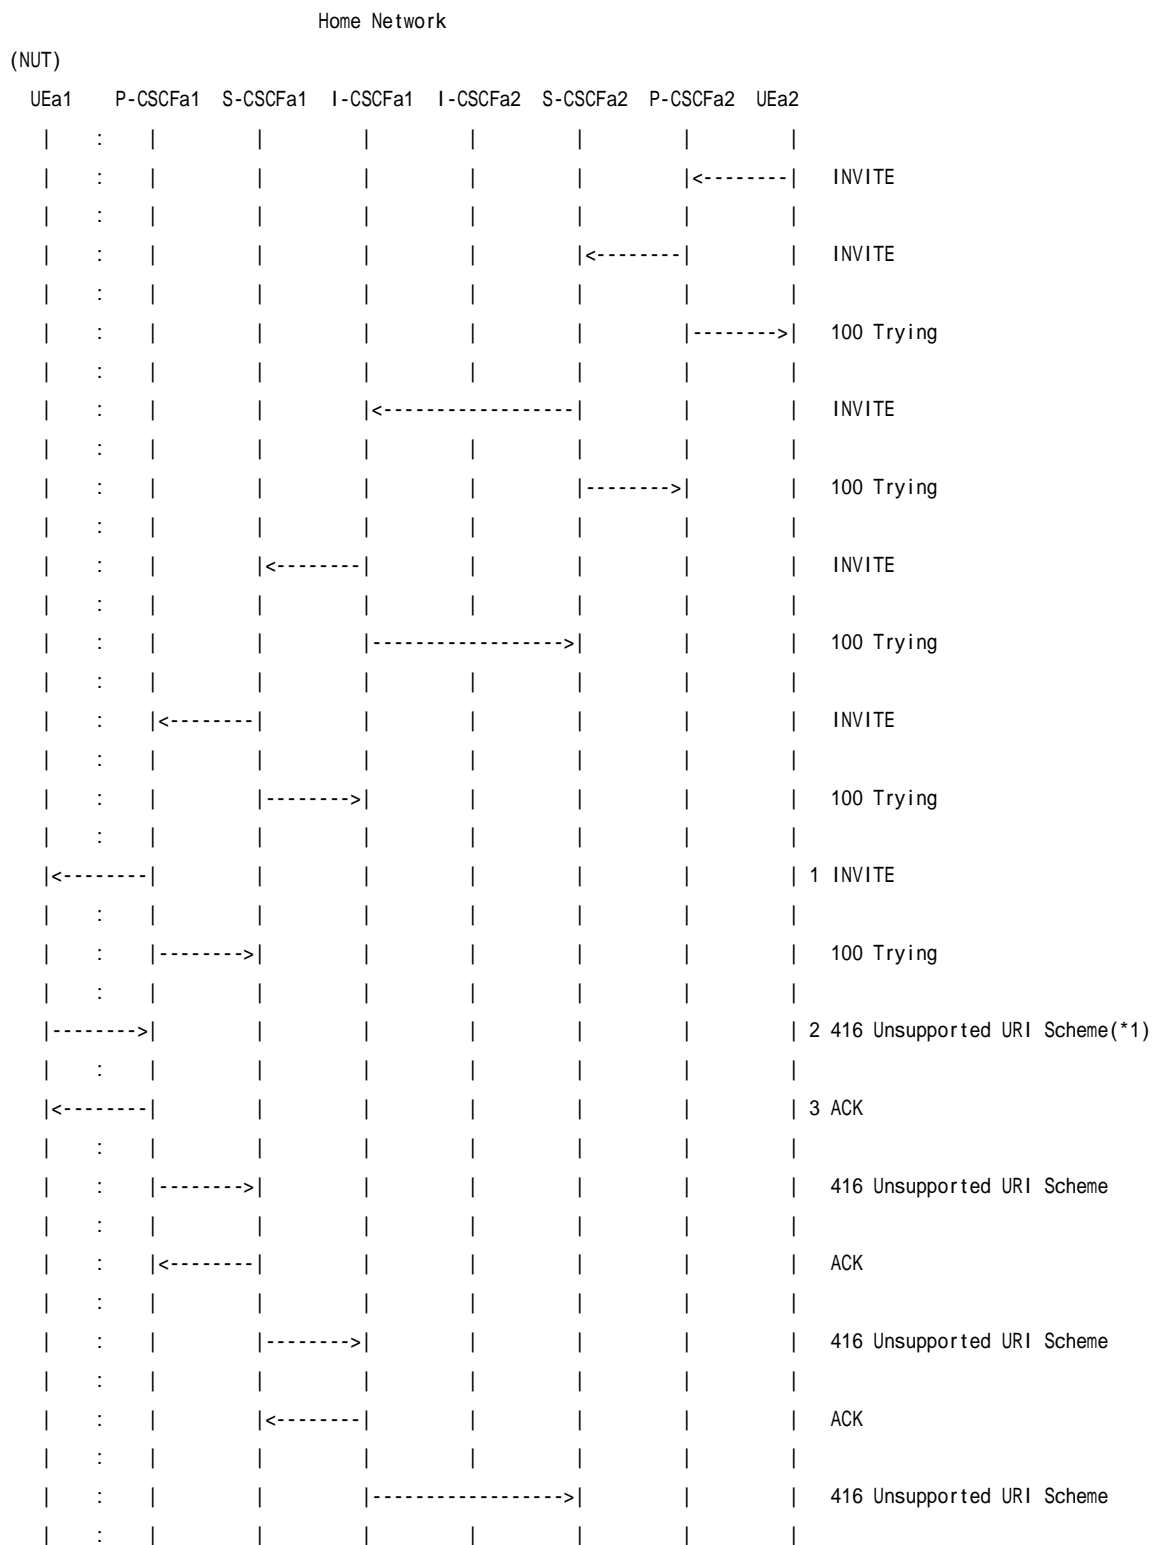 Home Network
(NUT)
UEa1 P-CSCFa1 S-CSCFa1 I-CSCFa1 I-CSCFa2 S-CSCFa2 P-CSCFa2 UEa2
| : | | | | | | |
| : | | | | | |<--------| INVITE
| : | | | | | | |
| : | | | | |<--------| | INVITE
| : | | | | | | |
| : | | | | | |-------->| 100 Trying
| : | | | | | | |
| : | | |<------------------| | | INVITE
| : | | | | | | |
| : | | | | |-------->| | 100 Trying
| : | | | | | | |
| : | |<--------| | | | | INVITE
| : | | | | | | |
| : | | |------------------>| | | 100 Trying
| : | | | | | | |
| : |<--------| | | | | | INVITE
| : | | | | | | |
| : | |-------->| | | | | 100 Trying
| : | | | | | | |
|<--------| | | | | | | 1 INVITE
| : | | | | | | |
| : |-------->| | | | | | 100 Trying
| : | | | | | | |
|-------->| | | | | | | 2 416 Unsupported URI Scheme(*1)
| : | | | | | | |
|<--------| | | | | | | 3 ACK
| : | | | | | | |
| : |-------->| | | | | | 416 Unsupported URI Scheme
| : | | | | | | |
| : |<--------| | | | | | ACK
| : | | | | | | |
| : | |-------->| | | | | 416 Unsupported URI Scheme
| : | | | | | | |
| : | |<--------| | | | | ACK
| : | | | | | | |
| : | | |------------------>| | | 416 Unsupported URI Scheme
| : | | | | | | |